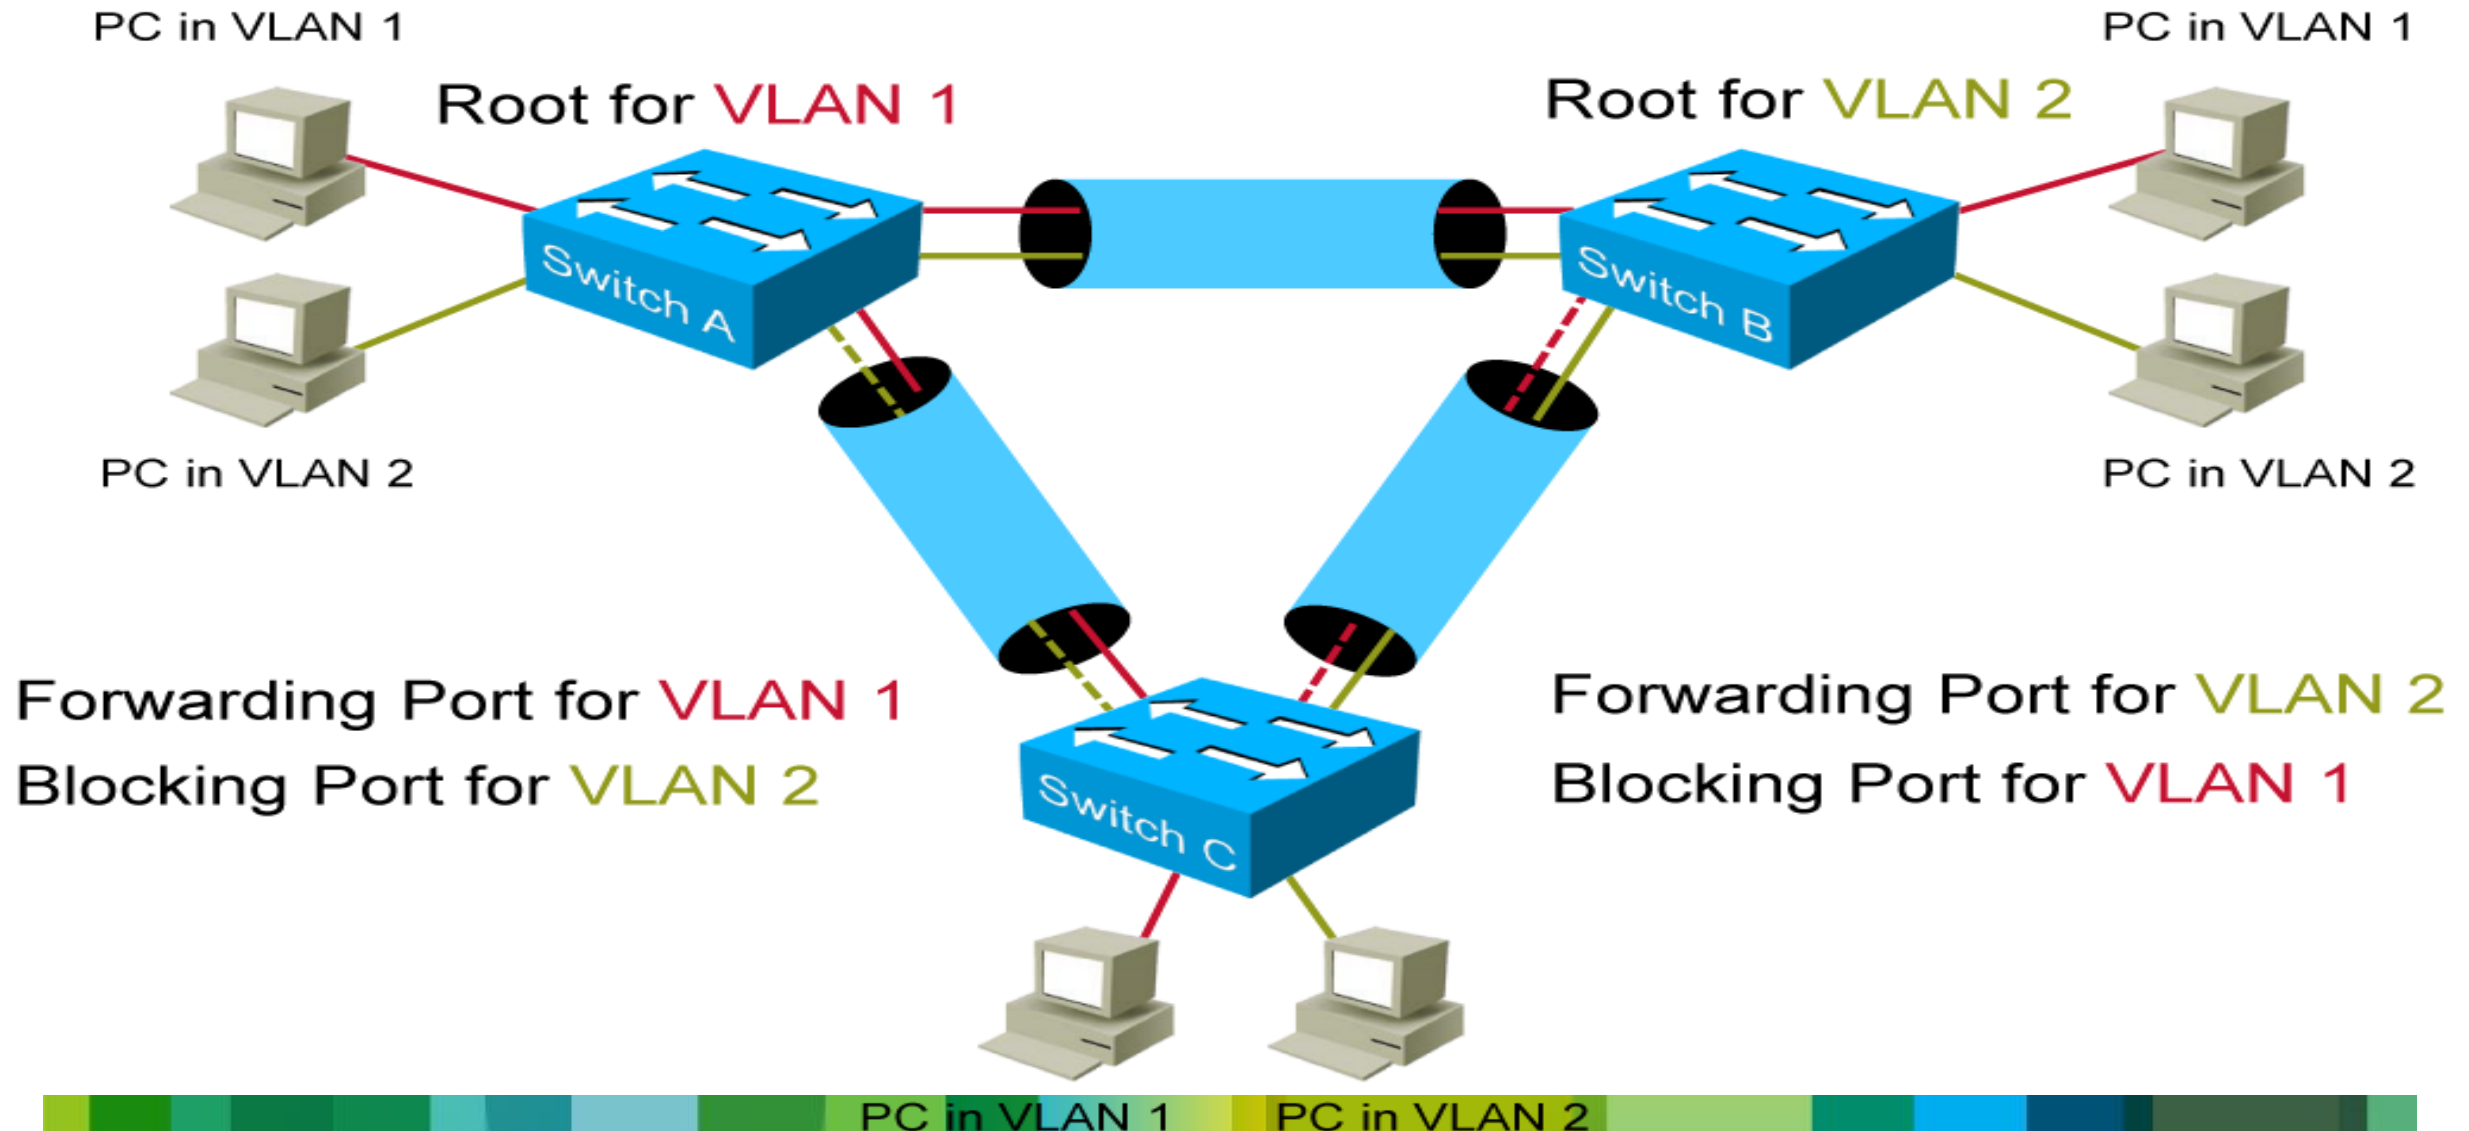 PC in VLAN 1
PC in VLAN 1
Root for VLAN 1
Root for VLAN 2
Switch A
Switch B
PC in VLAN 2
PC in VLAN 2
Forwarding Port for VLAN 1
Blocking Port for VLAN 2
Forwarding Port for VLAN 2
Blocking Port for VLAN 1
Switch C
PC in VLAN 1
PC in VLAN 2